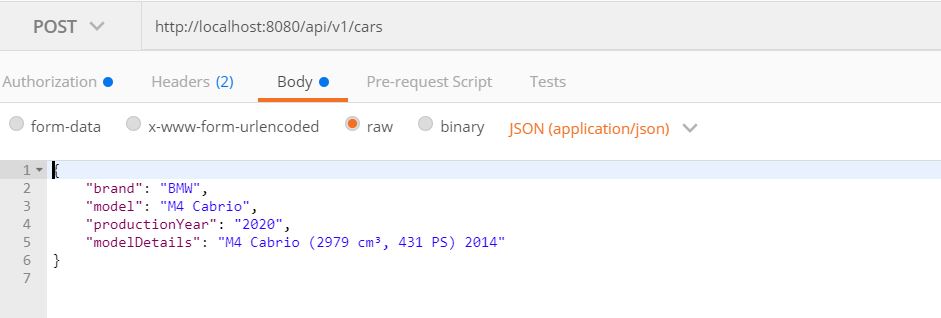 POST http://localhost:8080/api/v1/cars
Authorization Headers (2) Body Pre-request Script Tests
form-data x-www-form-urlencoded raw binary JSON (application/json)
1 {
2 "brand": "BMW",
3 "model": "M4 Cabrio",
4 "productionYear": "2020",
5 "modelDetails": "M4 Cabrio (2979 cm³, 431 PS) 2014"
6 }
7